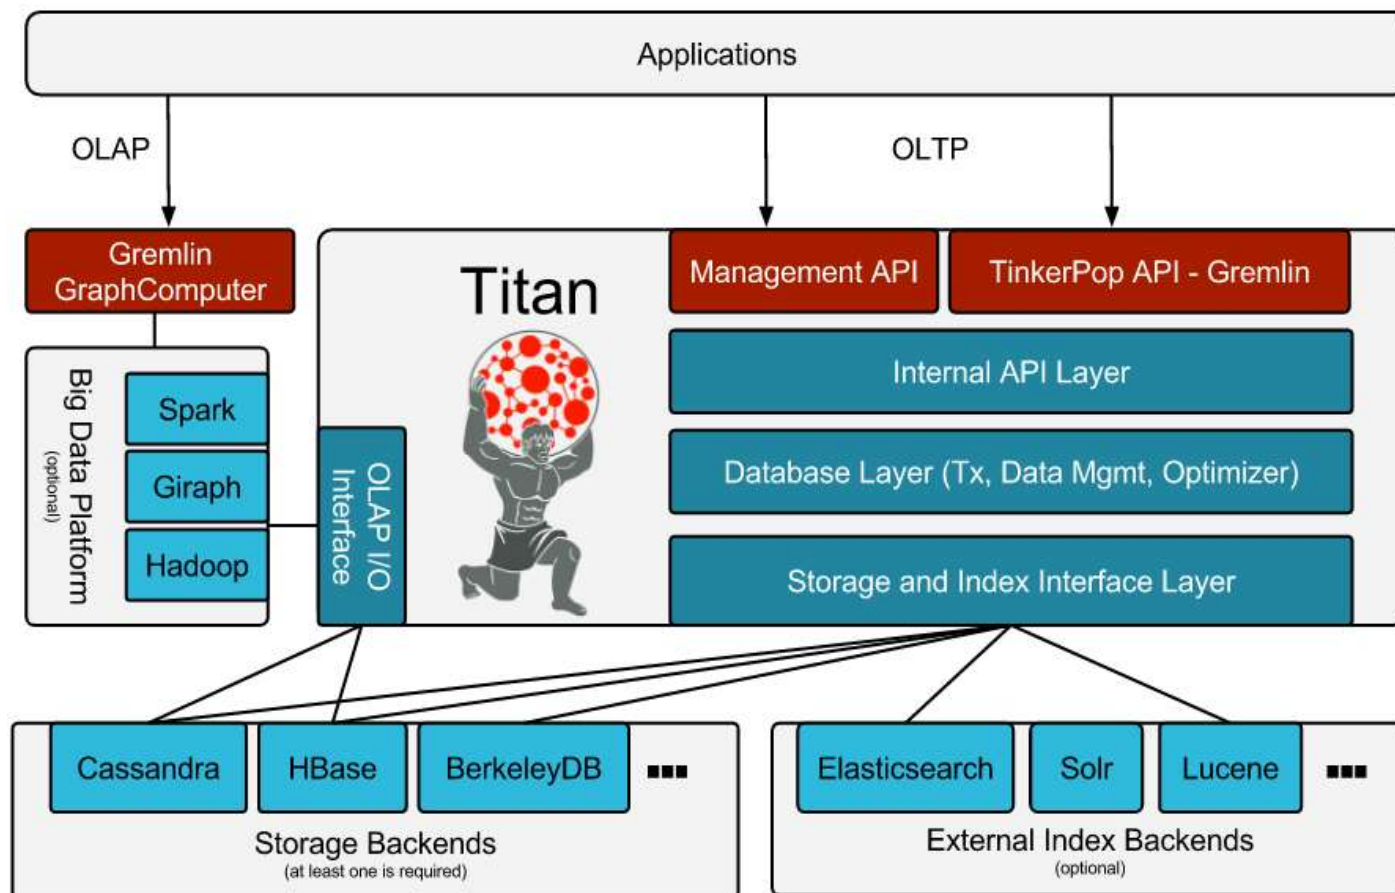 Applications
OLAP
OLTP
Gremlin
GraphComputer
Titan
Management API
TinkerPop API - Gremlin
Internal API Layer
Big Data Platform
(optional)
Spark
Giraph
Hadoop
OLAP I/O
Interface
Database Layer (Tx, Data Mgmt, Optimizer)
Storage and Index Interface Layer
Cassandra
HBase
BerkeleyDB
Elasticsearch
Solr
Lucene
Storage Backends
(at least one is required)
External Index Backends
(optional)